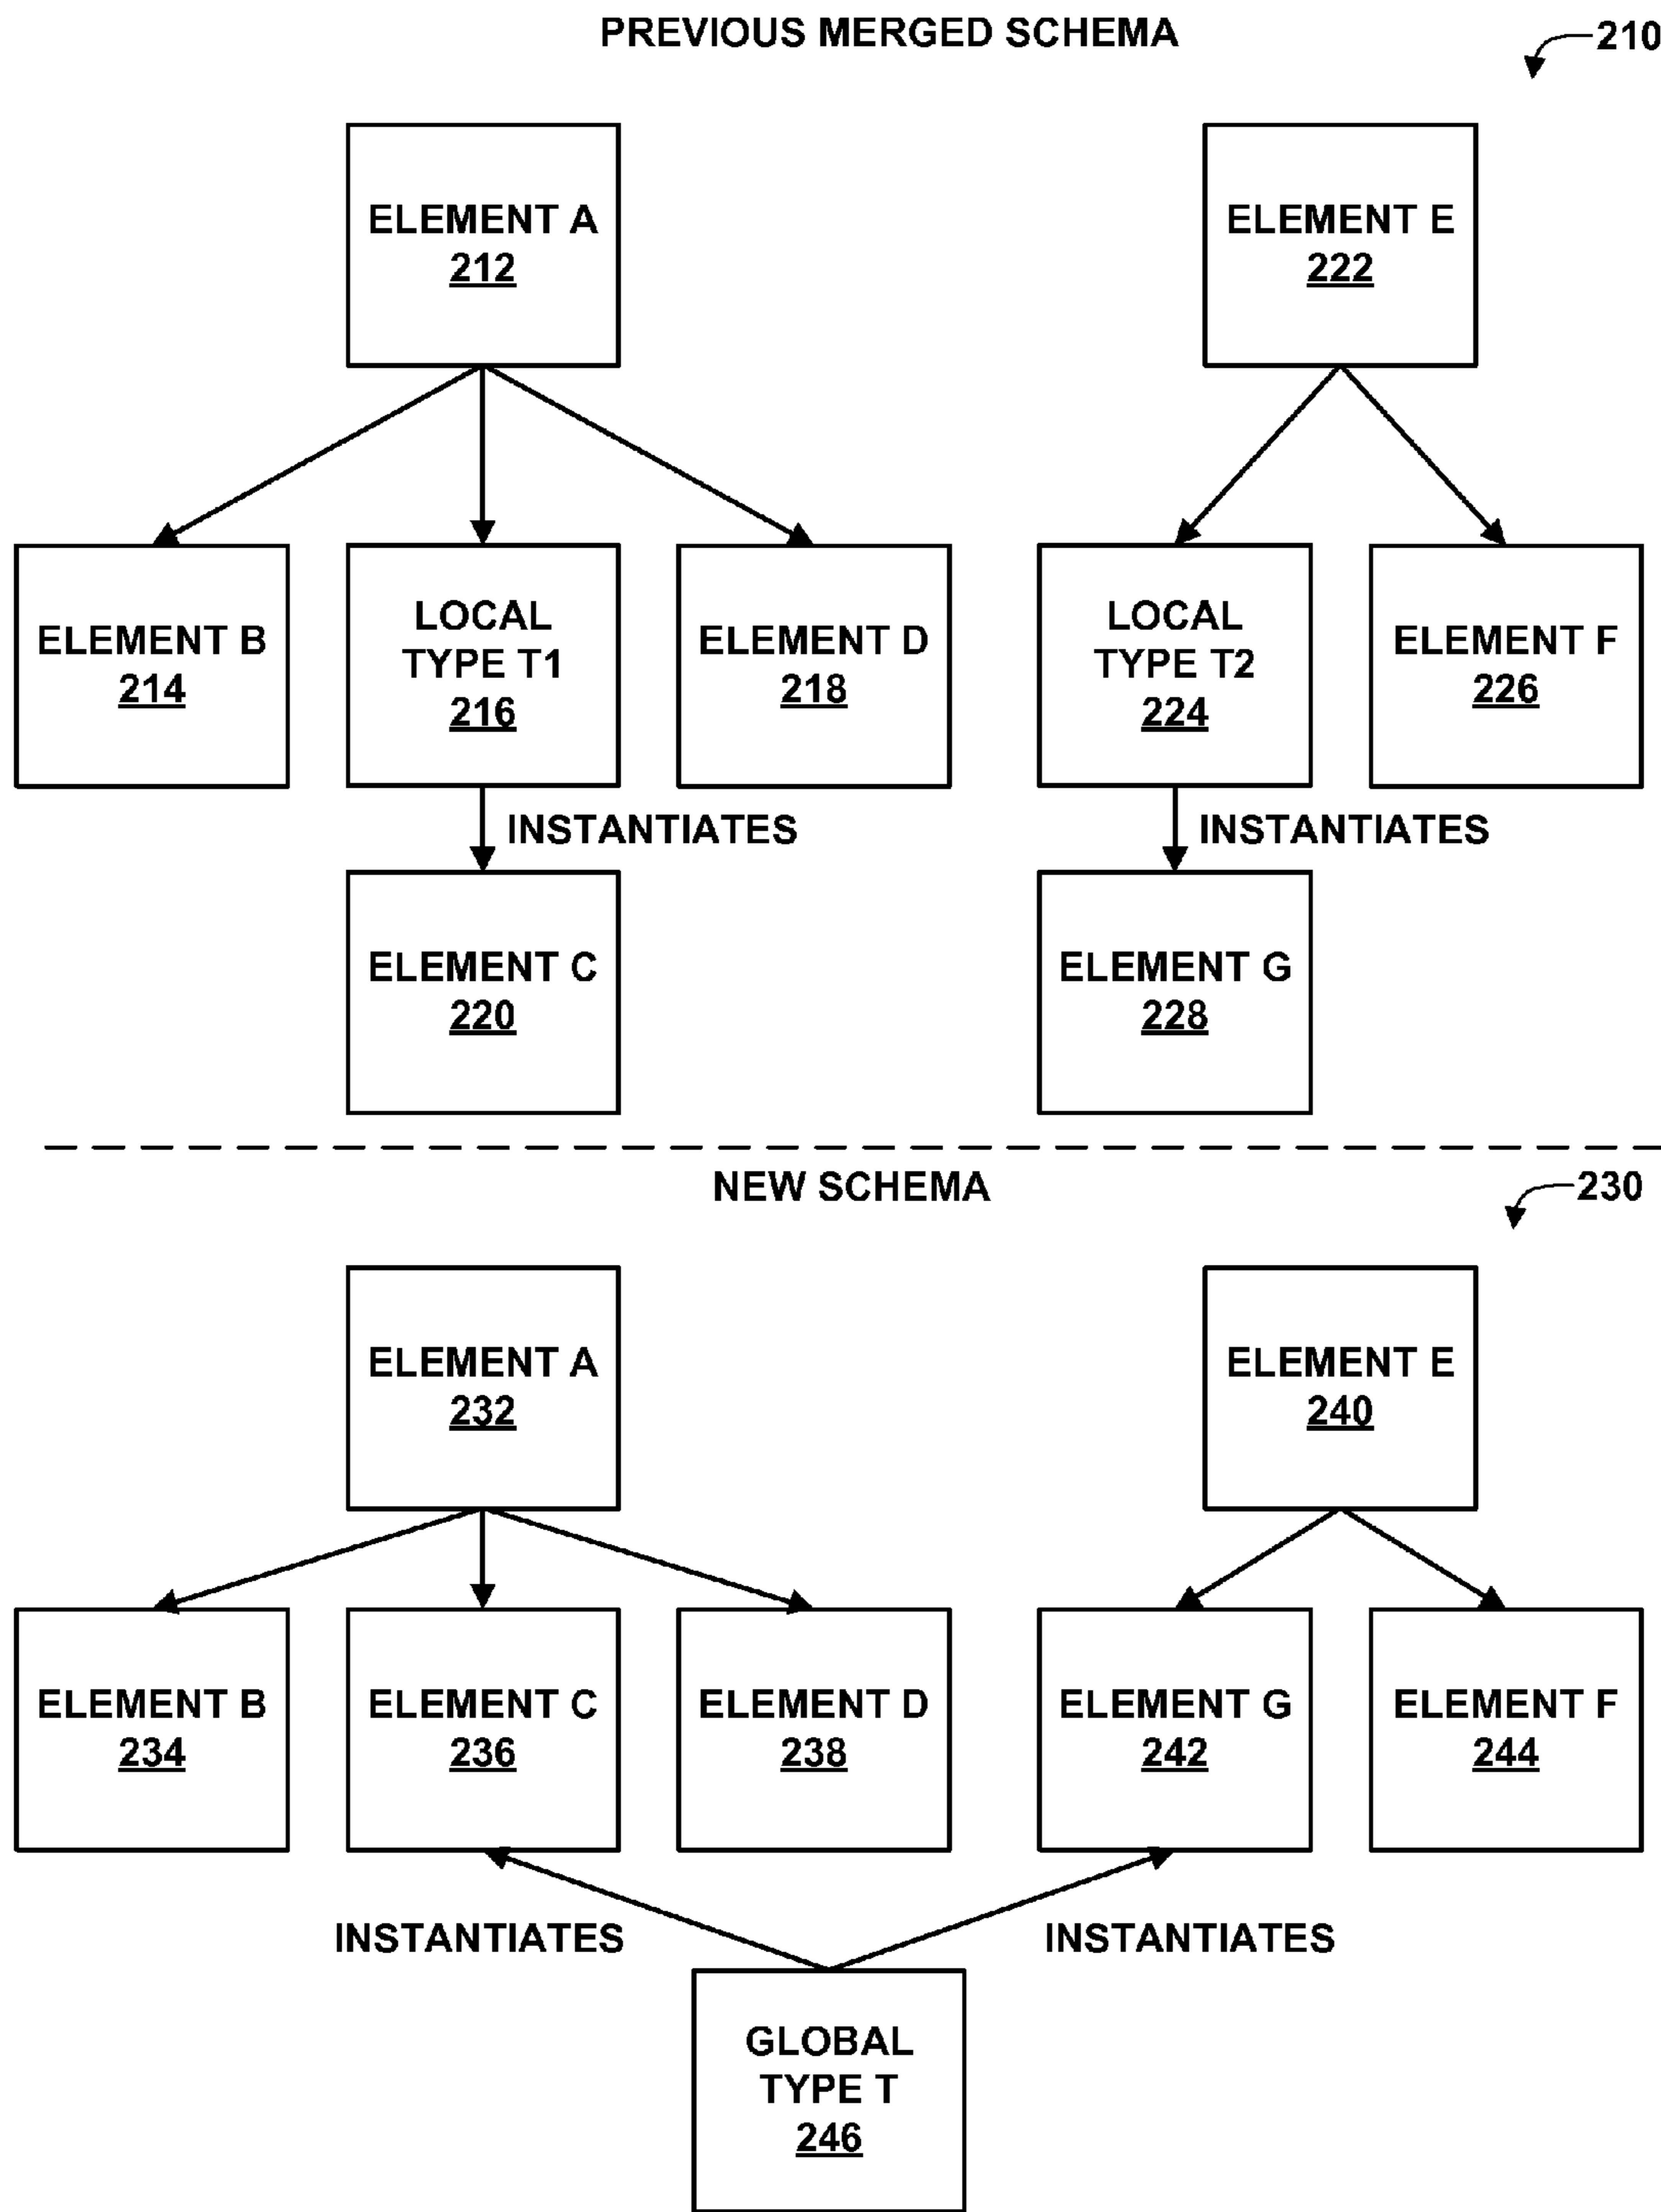 PREVIOUS MERGED SCHEMA
210
ELEMENT A
212
ELEMENT E
222
ELEMENT B
214
LOCAL
TYPE T1
216
ELEMENT D
218
LOCAL
TYPE T2
224
ELEMENT F
226
INSTANTIATES
INSTANTIATES
ELEMENT C
220
ELEMENT G
228
NEW SCHEMA
230
ELEMENT A
232
ELEMENT E
240
ELEMENT B
234
ELEMENT C
236
ELEMENT D
238
ELEMENT G
242
ELEMENT F
244
INSTANTIATES
INSTANTIATES
GLOBAL
TYPE T
246